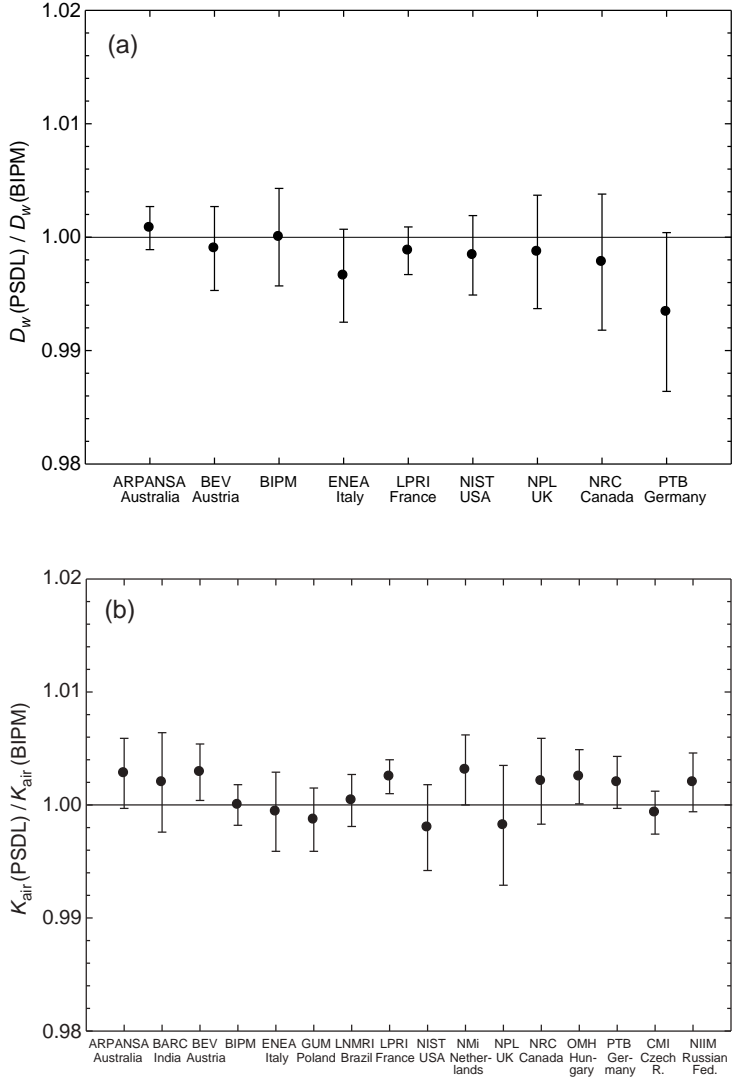 (a)
1.02
1.01
1.00
0.99
0.98
D_w (PSDL) / D_w (BIPM)
ARPANSA BEV BIPM ENEA LPRI NIST NPL NRC PTB
Australia Austria Italy France USA UK Canada Germany
(b)
1.02
1.01
1.00
0.99
0.98
K_air (PSDL) / K_air (BIPM)
ARPANSA BARC BEV BIPM ENEA GUM LNMRI LPRI NIST NMi NPL NRC OMH PTB CMI NIIM
Australia India Austria Italy Poland Brazil France USA Nether- UK Canada Hun- Ger- Czech Russian
lands gary many R. Fed.